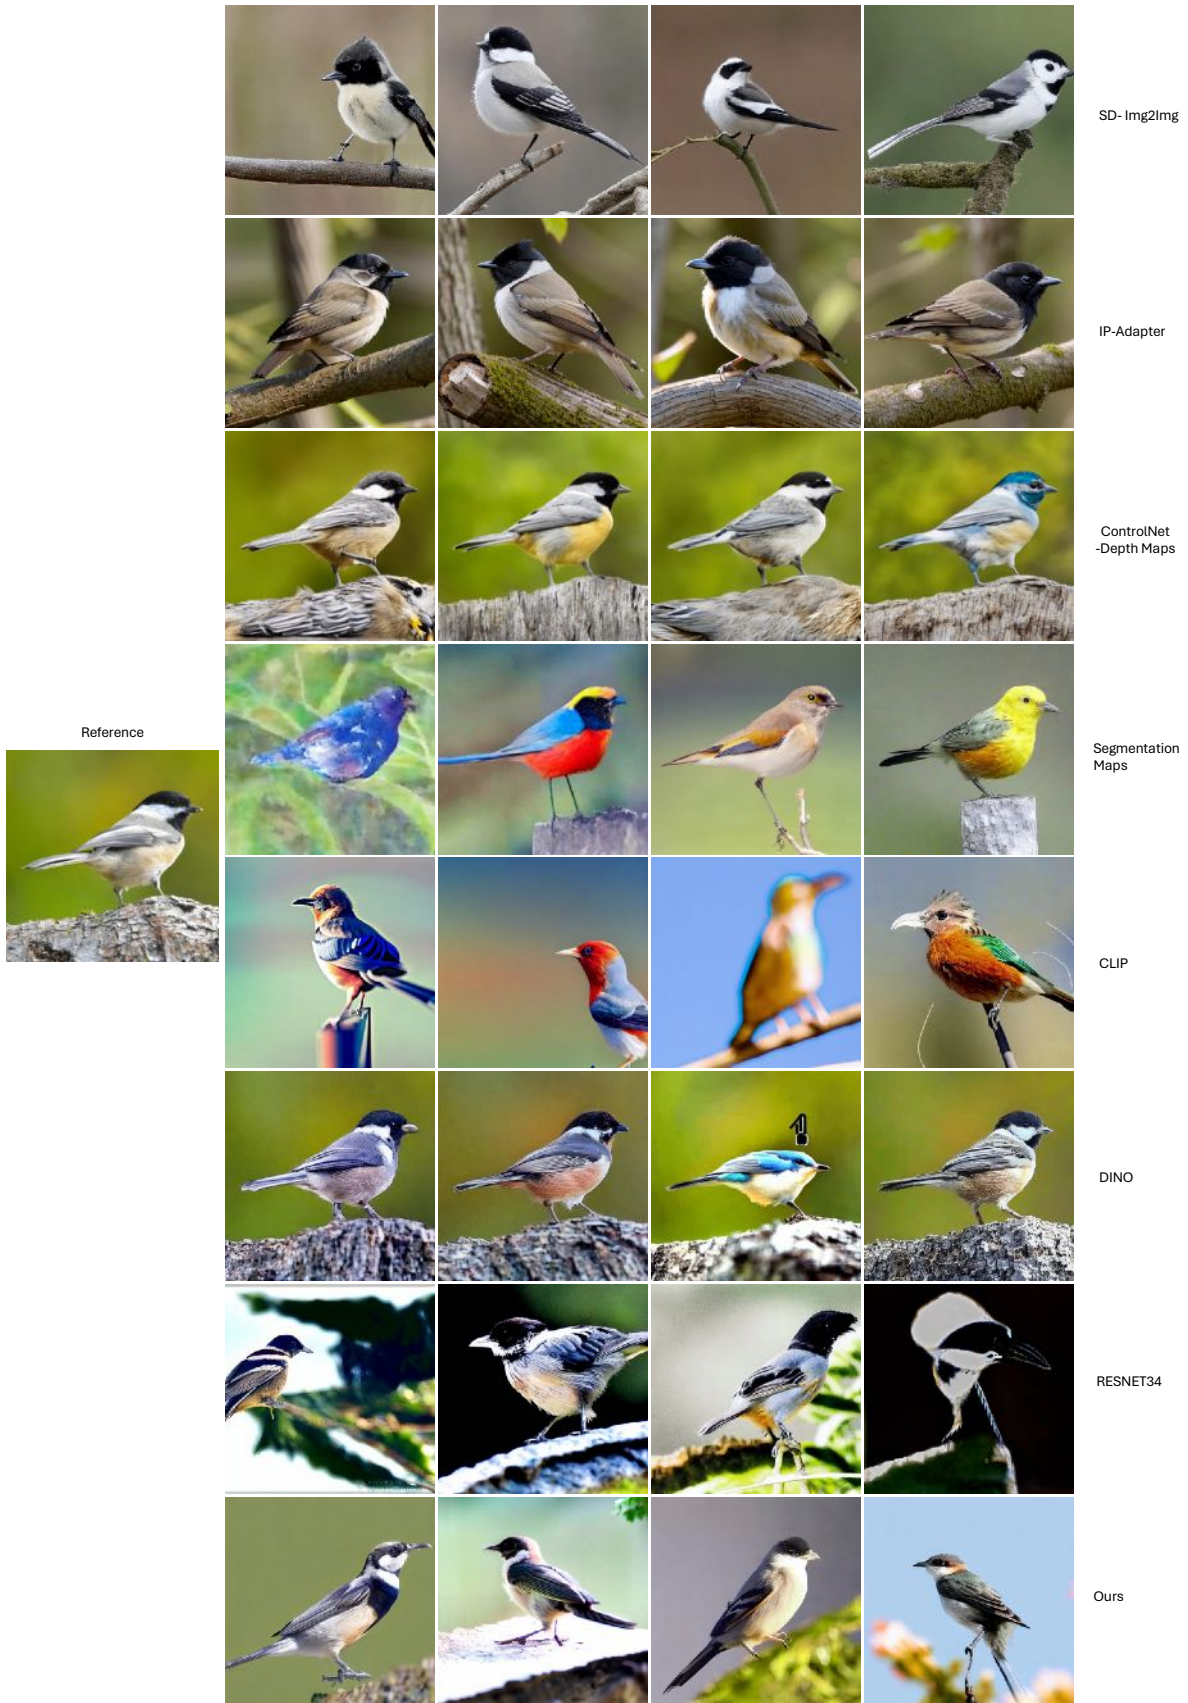 SD- Img2Img
IP-Adapter
ControlNet
-Depth Maps
Reference
Segmentation
Maps
CLIP
DINO
RESNET34
Ours